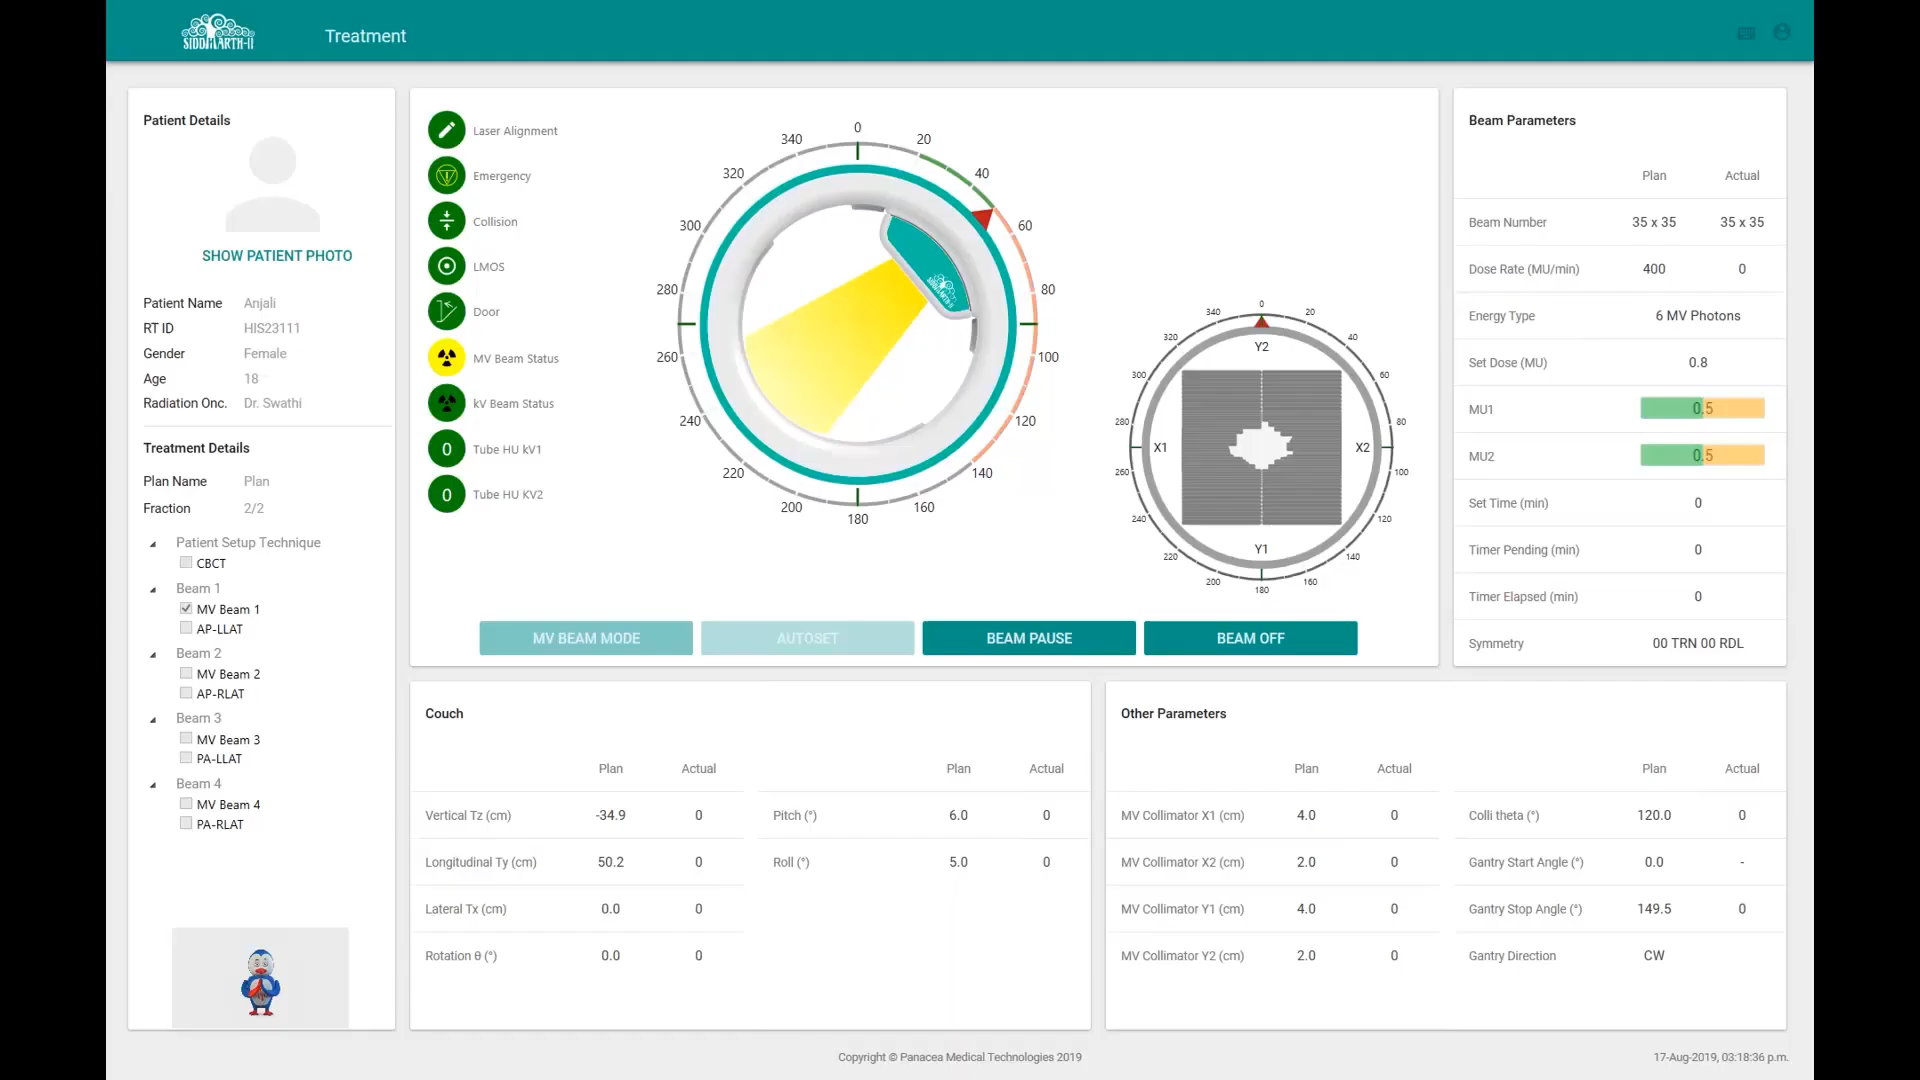 SIDDHARTH-II
Treatment
Patient Details
SHOW PATIENT PHOTO
Patient Name Anjali
RT ID HIS23111
Gender Female
Age 18
Radiation Onc. Dr. Swathi
Treatment Details
Plan Name Plan
Fraction 2/2
Patient Setup Technique
CBCT
Beam 1
MV Beam 1
AP-LLAT
Beam 2
MV Beam 2
AP-RLAT
Beam 3
MV Beam 3
PA-LLAT
Beam 4
MV Beam 4
PA-RLAT
Laser Alignment
Emergency
Collision
LMOS
Door
MV Beam Status
kV Beam Status
0 Tube HU kV1
0 Tube HU KV2
0
20
40
60
80
100
120
140
160
180
200
220
240
260
280
300
320
340
SIDDHARTH-II
0
20
40
60
80
100
120
140
160
180
200
220
240
260
280
300
320
340
Y2
X1
X2
Y1
MV BEAM MODE
AUTOSET
BEAM PAUSE
BEAM OFF
Beam Parameters
Plan Actual
Beam Number 35 x 35 35 x 35
Dose Rate (MU/min) 400 0
Energy Type 6 MV Photons
Set Dose (MU) 0.8
MU1 0.5
MU2 0.5
Set Time (min) 0
Timer Pending (min) 0
Timer Elapsed (min) 0
Symmetry 00 TRN 00 RDL
Couch
Plan Actual Plan Actual
Vertical Tz (cm) -34.9 0 Pitch (°) 6.0 0
Longitudinal Ty (cm) 50.2 0 Roll (°) 5.0 0
Lateral Tx (cm) 0.0 0
Rotation θ (°) 0.0 0
Other Parameters
Plan Actual Plan Actual
MV Collimator X1 (cm) 4.0 0 Colli theta (°) 120.0 0
MV Collimator X2 (cm) 2.0 0 Gantry Start Angle (°) 0.0 -
MV Collimator Y1 (cm) 4.0 0 Gantry Stop Angle (°) 149.5 0
MV Collimator Y2 (cm) 2.0 0 Gantry Direction CW
Copyright © Panacea Medical Technologies 2019
17-Aug-2019, 03:18:36 p.m.